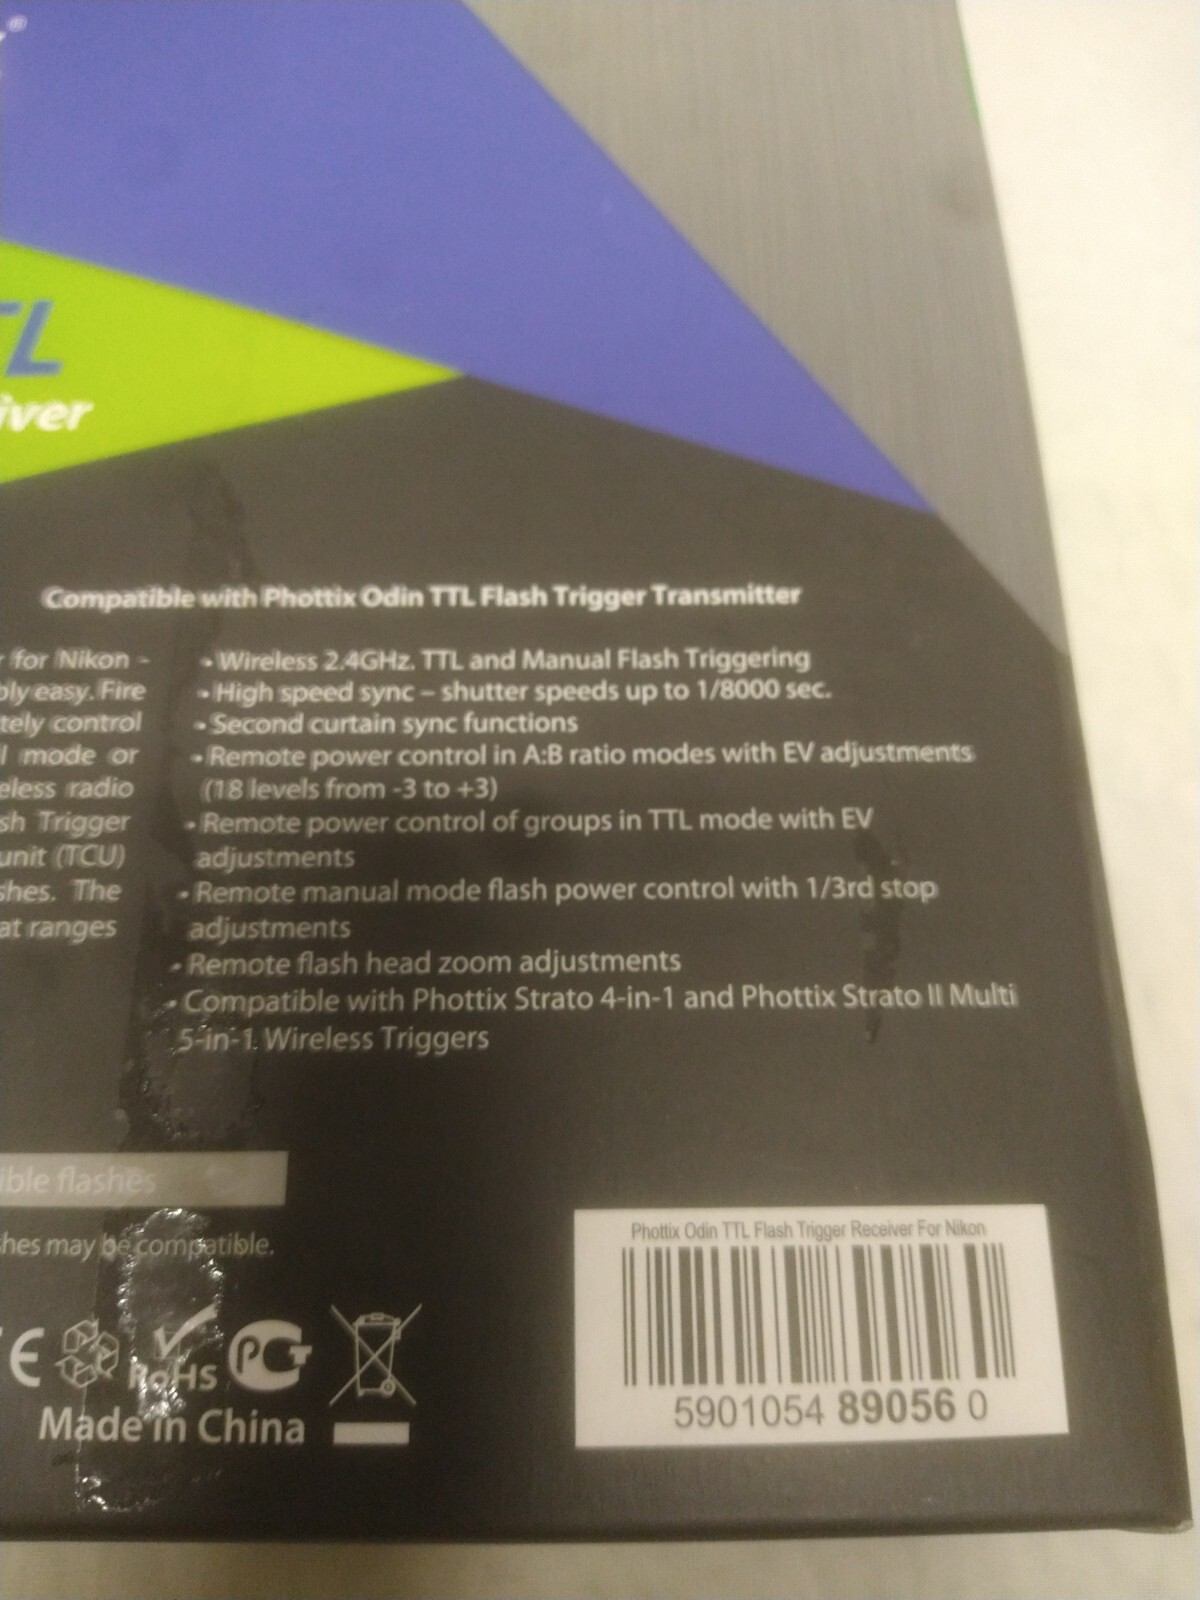 ®
TL
iver
Compatible with Phottix Odin TTL Flash Trigger Transmitter
r for Nikon -
bly easy. Fire
tely control
l mode or
eless radio
sh Trigger
unit (TCU)
shes. The
at ranges
• Wireless 2.4GHz. TTL and Manual Flash Triggering
• High speed sync – shutter speeds up to 1/8000 sec.
• Second curtain sync functions
• Remote power control in A:B ratio modes with EV adjustments
(18 levels from -3 to +3)
• Remote power control of groups in TTL mode with EV
adjustments
• Remote manual mode flash power control with 1/3rd stop
adjustments
• Remote flash head zoom adjustments
• Compatible with Phottix Strato 4-in-1 and Phottix Strato II Multi
5-in-1 Wireless Triggers
ible flashes
hes may be compatible.
CE
RoHS
PCT
Made in China
Phottix Odin TTL Flash Trigger Receiver For Nikon
5901054 89056 0